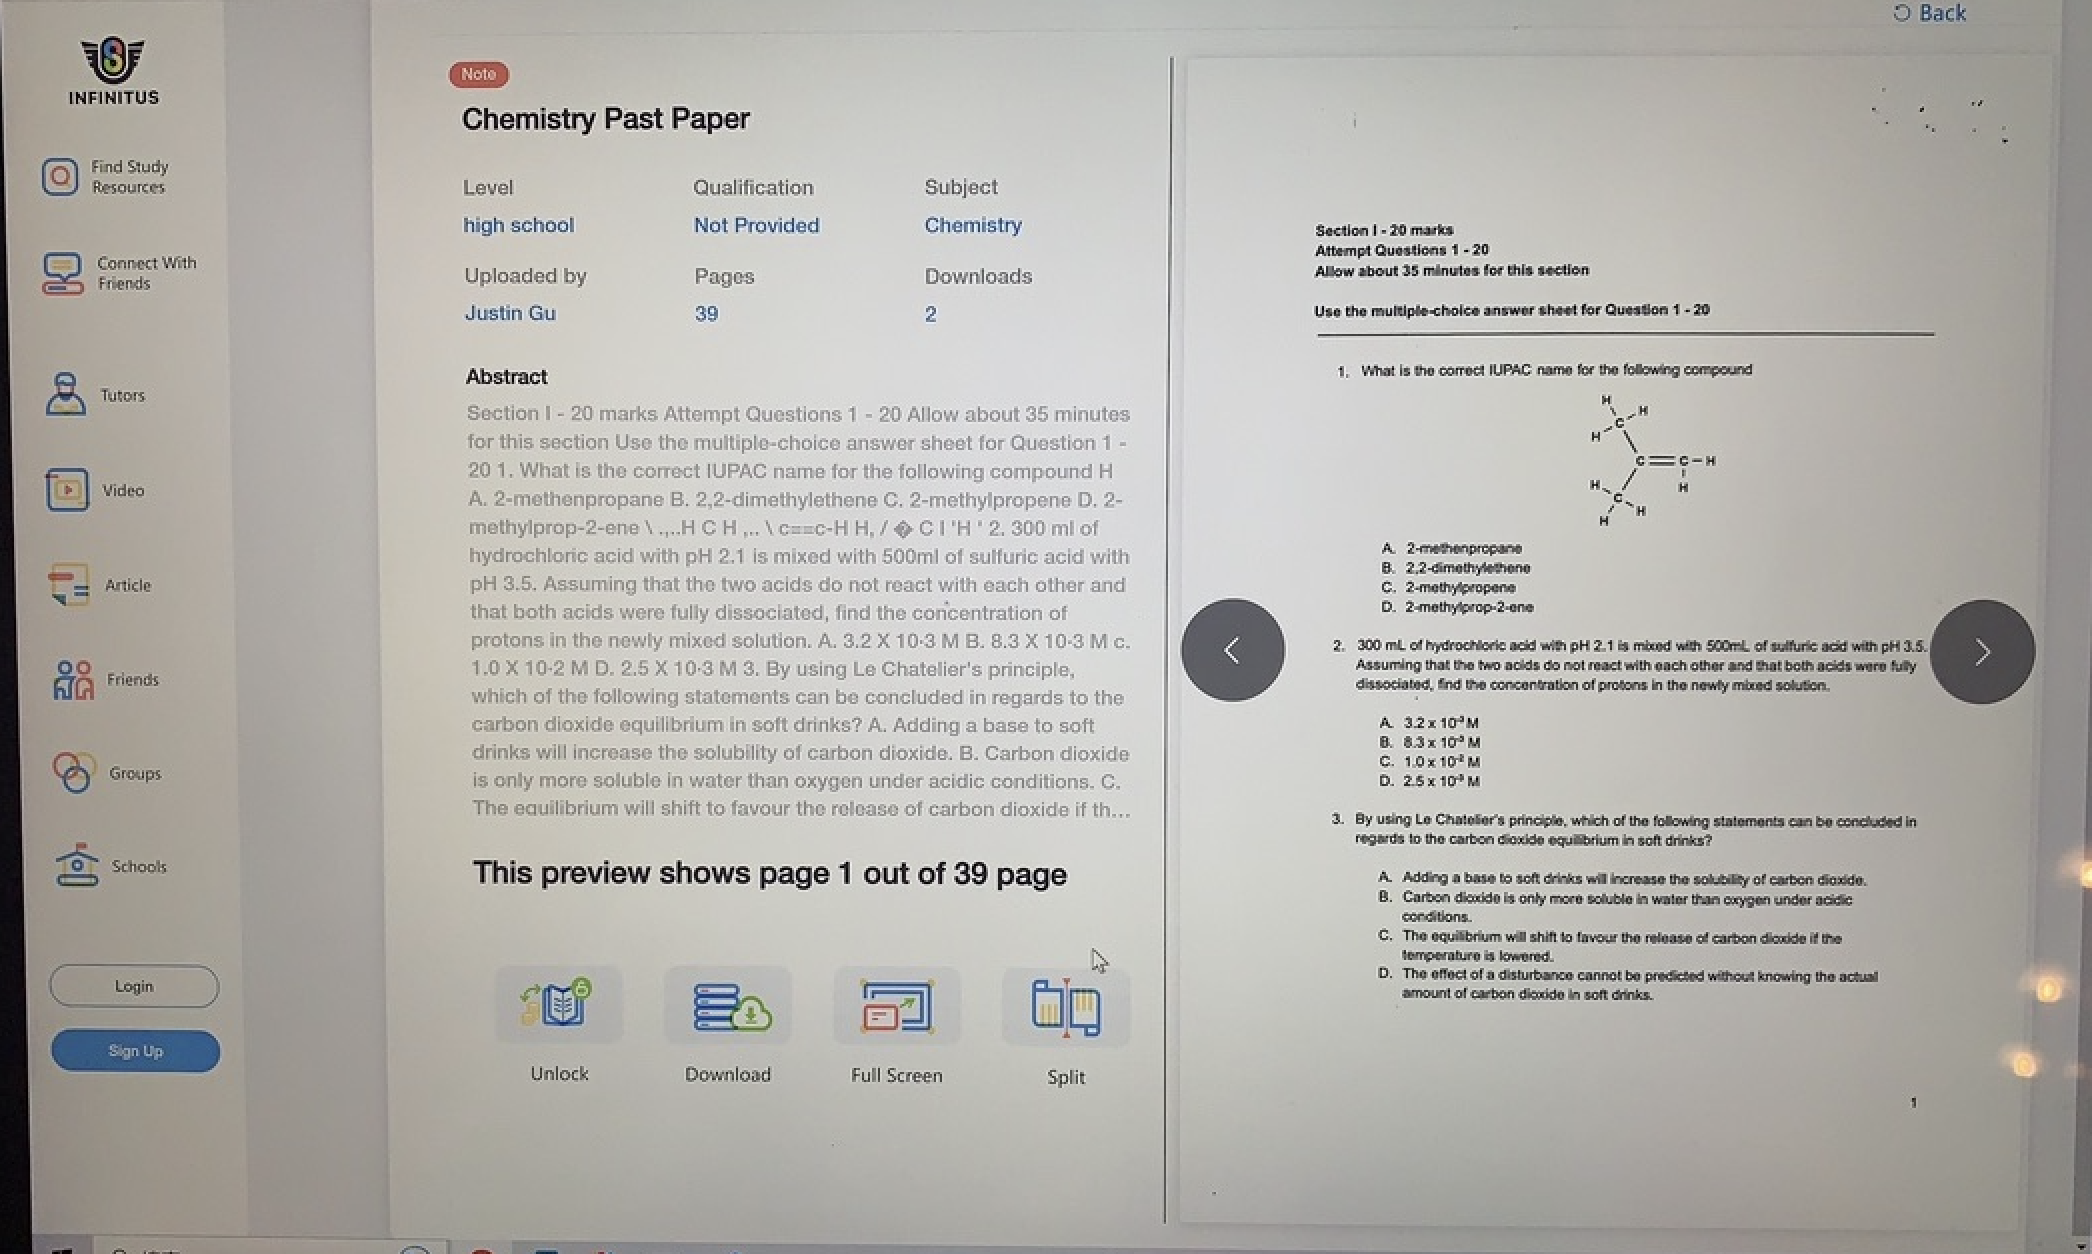 Back
INFINITUS
Find Study
Resources
Connect With
Friends
Tutors
Video
Article
Friends
Groups
Schools
Login
Sign Up
Note
Chemistry Past Paper
Level
Qualification
Subject
high school
Not Provided
Chemistry
Uploaded by
Pages
Downloads
Justin Gu
39
2
Abstract
Section I - 20 marks Attempt Questions 1 - 20 Allow about 35 minutes
for this section Use the multiple-choice answer sheet for Question 1 -
20 1. What is the correct IUPAC name for the following compound H
A. 2-methenpropane B. 2,2-dimethylethene C. 2-methylpropene D. 2-
methylprop-2-ene \ .,..H C H ,.. \ c==c-H H, / � C I 'H ' 2. 300 ml of
hydrochloric acid with pH 2.1 is mixed with 500ml of sulfuric acid with
pH 3.5. Assuming that the two acids do not react with each other and
that both acids were fully dissociated, find the concentration of
protons in the newly mixed solution. A. 3.2 X 10-3 M B. 8.3 X 10-3 M c.
1.0 X 10-2 M D. 2.5 X 10-3 M 3. By using Le Chatelier's principle,
which of the following statements can be concluded in regards to the
carbon dioxide equilibrium in soft drinks? A. Adding a base to soft
drinks will increase the solubility of carbon dioxide. B. Carbon dioxide
is only more soluble in water than oxygen under acidic conditions. C.
The equilibrium will shift to favour the release of carbon dioxide if th...
This preview shows page 1 out of 39 page
Unlock
Download
Full Screen
Split
Section I - 20 marks
Attempt Questions 1 - 20
Allow about 35 minutes for this section
Use the multiple-choice answer sheet for Question 1 - 20
1. What is the correct IUPAC name for the following compound
H
H
C
H
C=C-H
H
H
C
H
H
A. 2-methenpropane
B. 2,2-dimethylethene
C. 2-methylpropene
D. 2-methylprop-2-ene
2. 300 mL of hydrochloric acid with pH 2.1 is mixed with 500mL of sulfuric acid with pH 3.5.
Assuming that the two acids do not react with each other and that both acids were fully
dissociated, find the concentration of protons in the newly mixed solution.
A. 3.2 x 10⁻³ M
B. 8.3 x 10⁻³ M
C. 1.0 x 10⁻² M
D. 2.5 x 10⁻³ M
3. By using Le Chatelier's principle, which of the following statements can be concluded in
regards to the carbon dioxide equilibrium in soft drinks?
A. Adding a base to soft drinks will increase the solubility of carbon dioxide.
B. Carbon dioxide is only more soluble in water than oxygen under acidic
conditions.
C. The equilibrium will shift to favour the release of carbon dioxide if the
temperature is lowered.
D. The effect of a disturbance cannot be predicted without knowing the actual
amount of carbon dioxide in soft drinks.
1